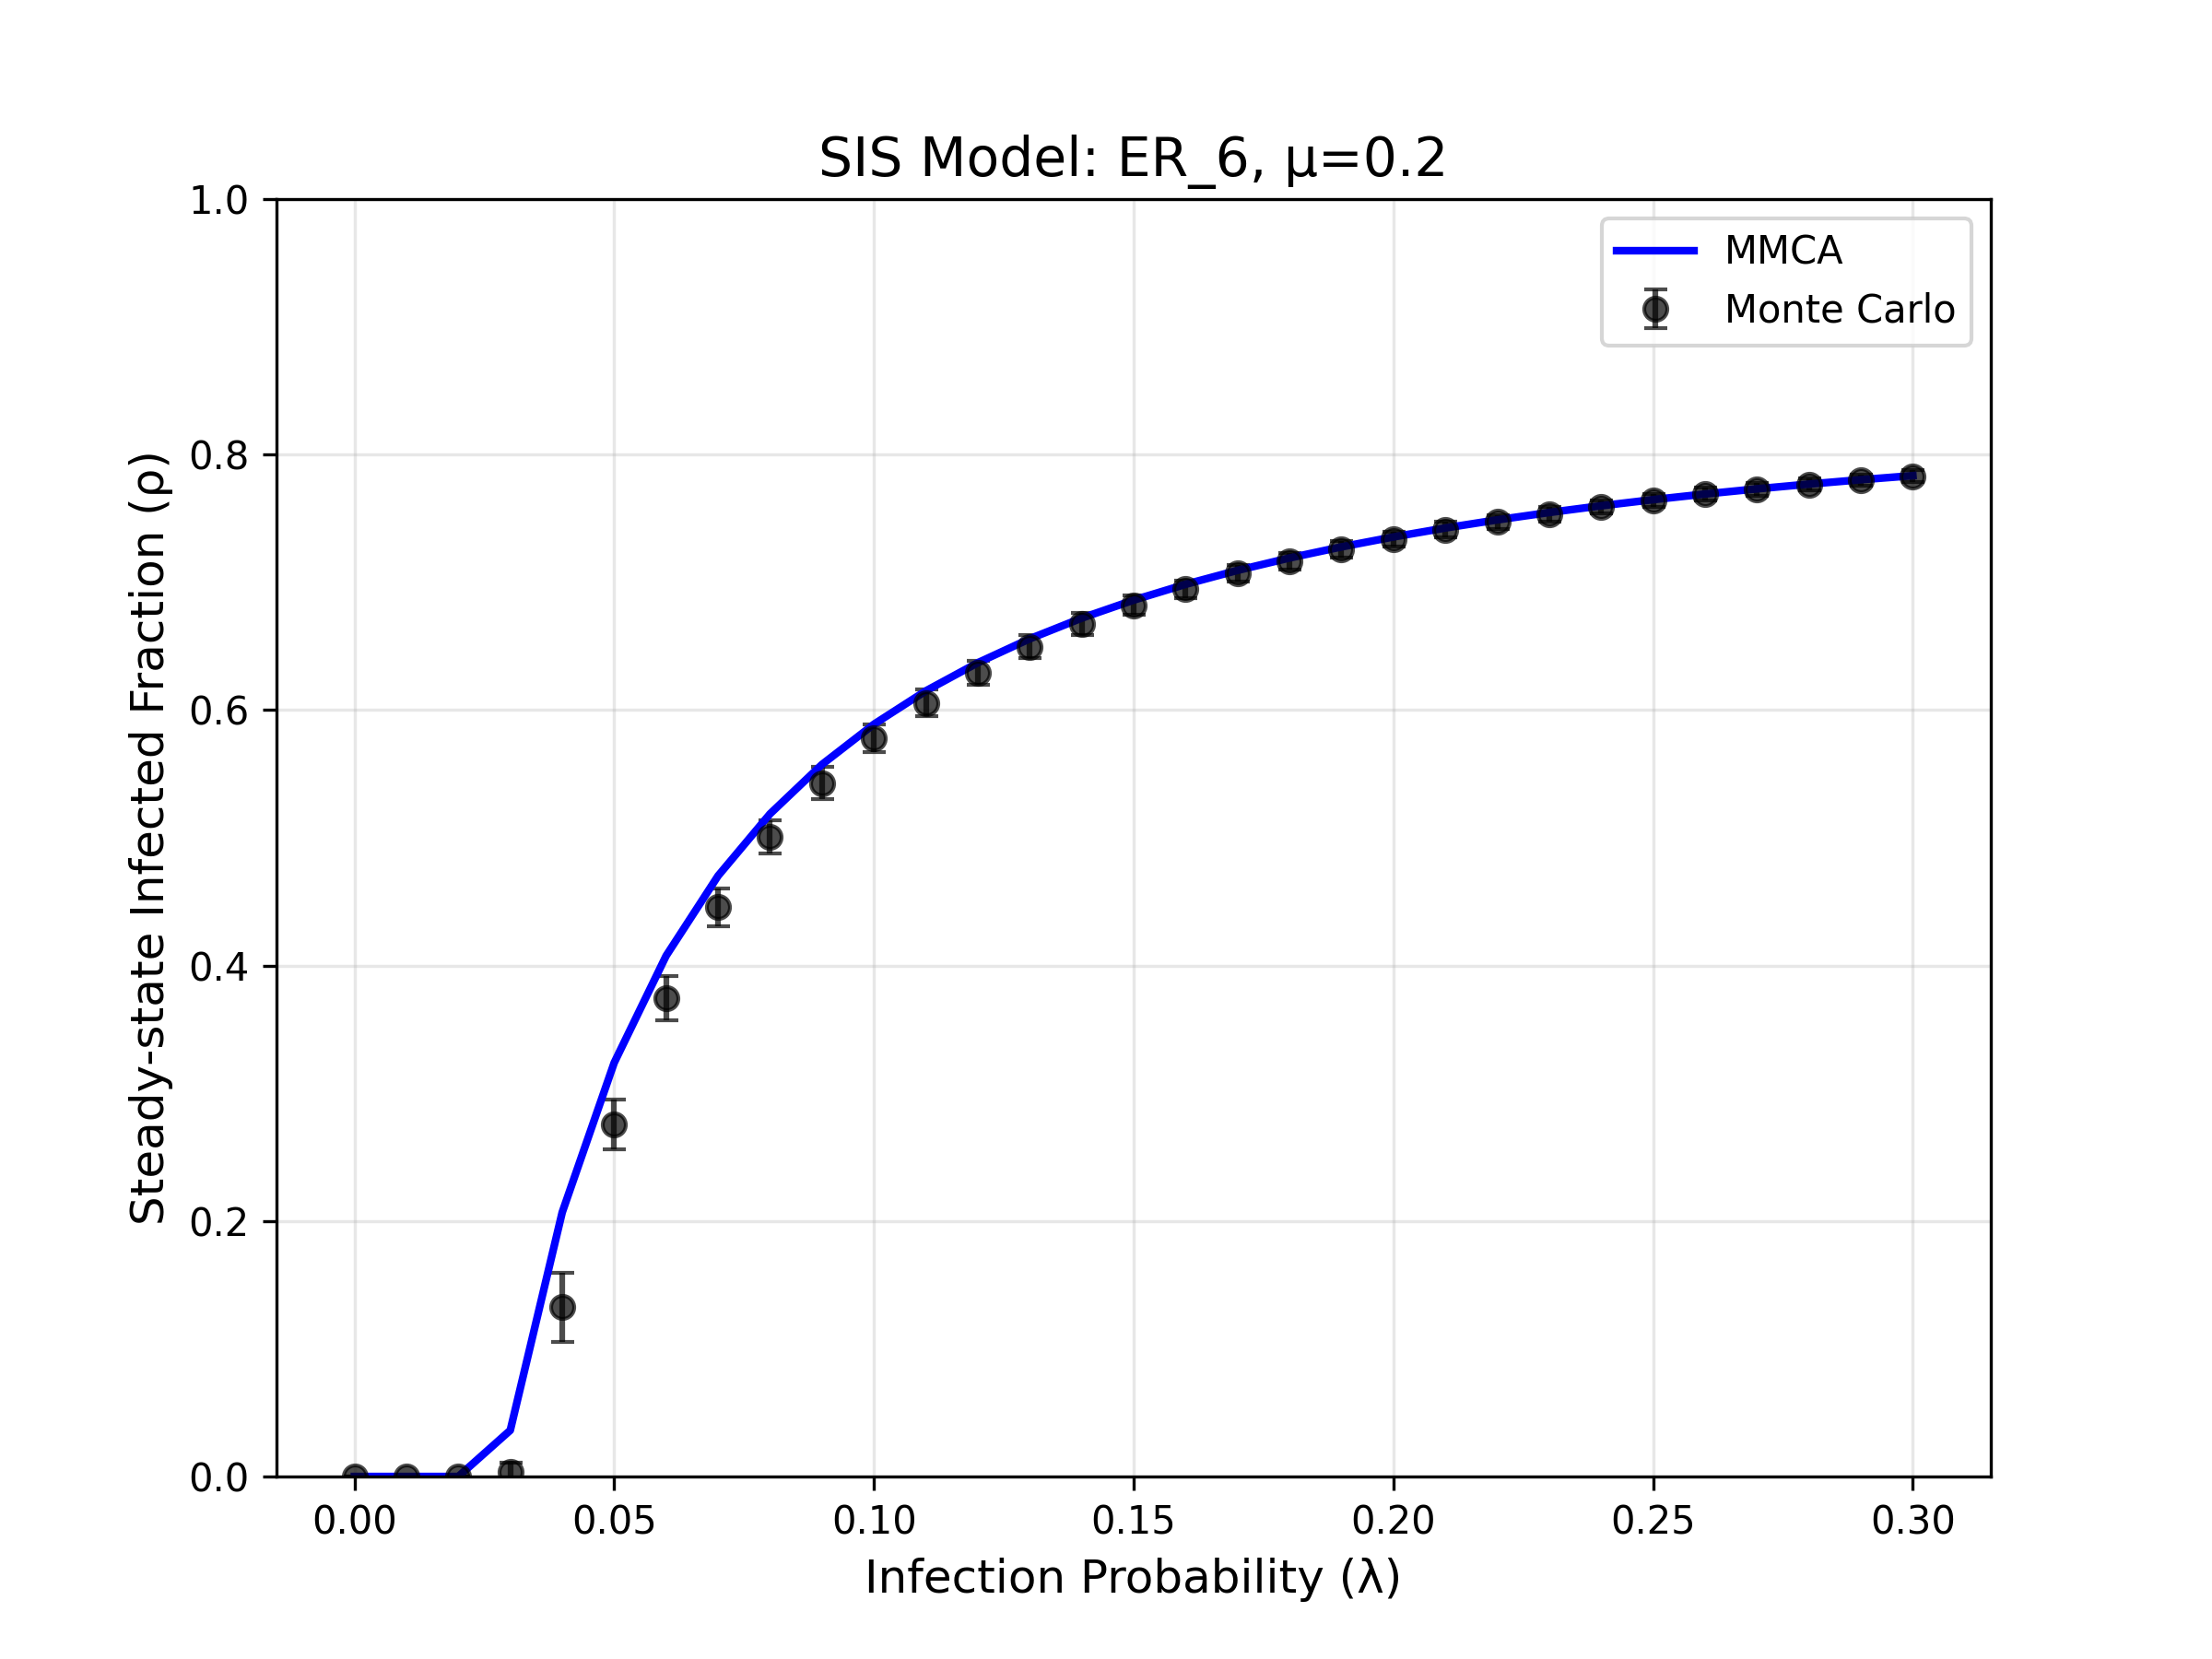 SIS Model: ER_6, μ=0.2
MMCA
Monte Carlo
Steady-state Infected Fraction (ρ)
1.0
0.8
0.6
0.4
0.2
0.0
0.00 0.05 0.10 0.15 0.20 0.25 0.30
Infection Probability (λ)